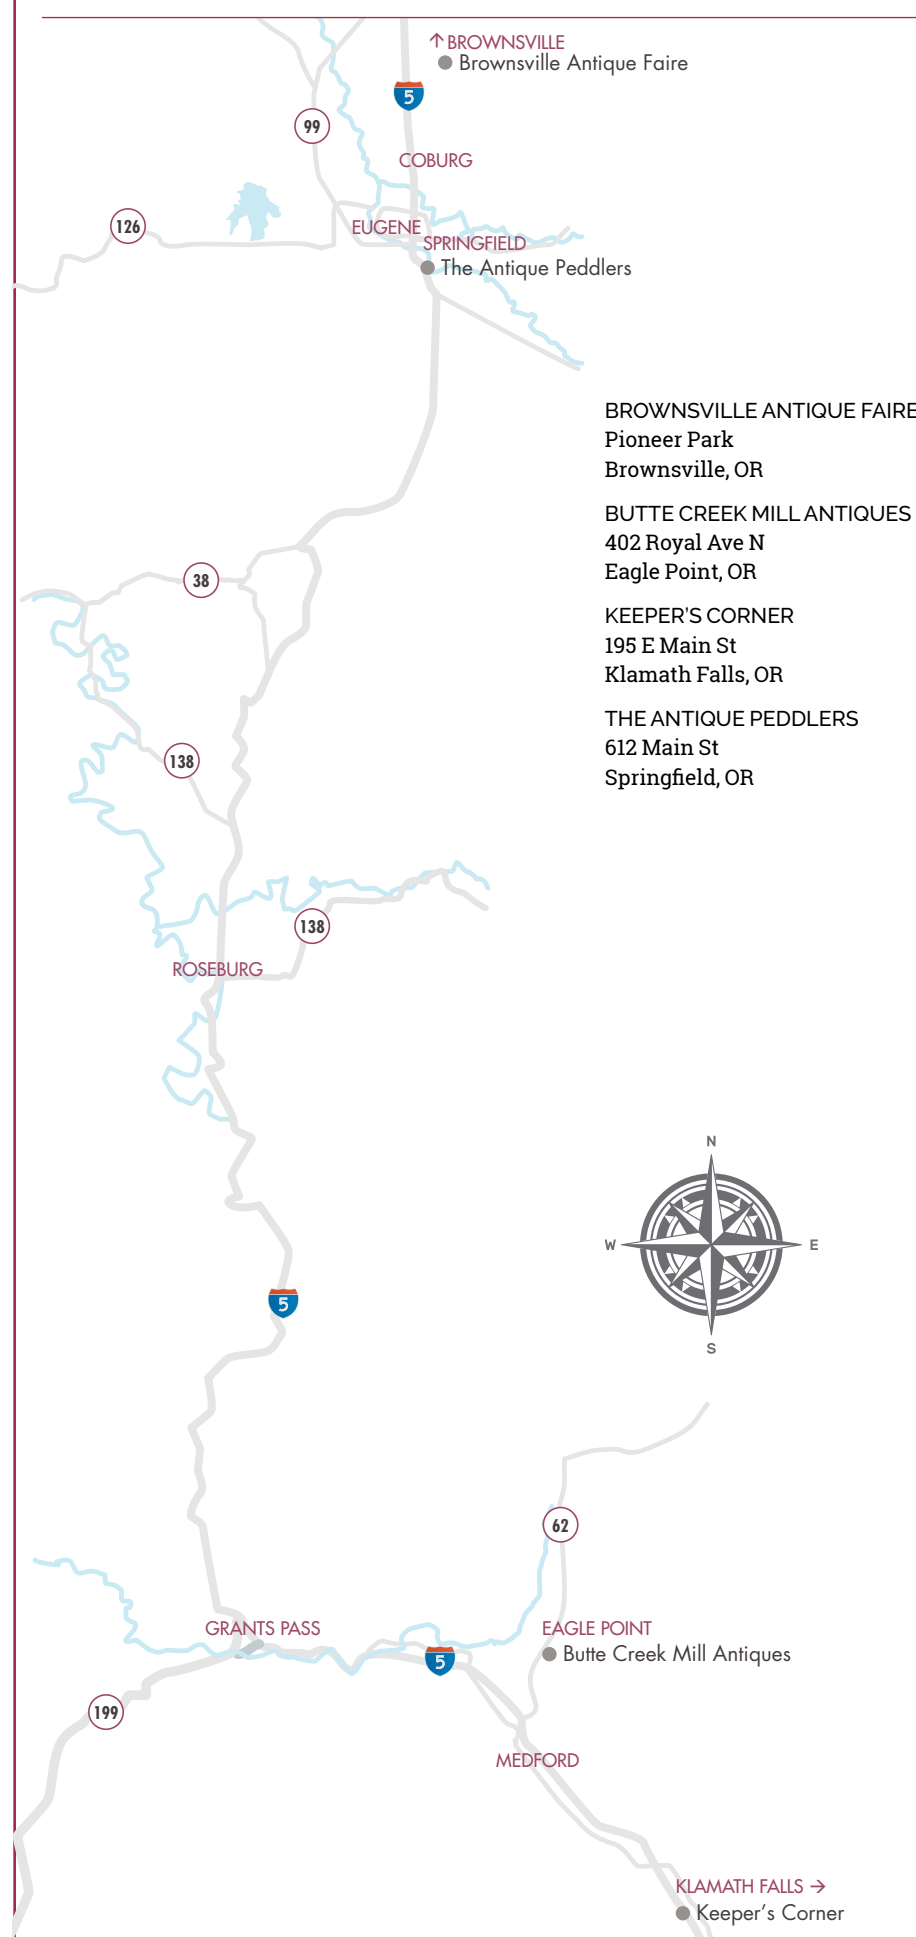 ↑ BROWNSVILLE
Brownsville Antique Faire
5
99
COBURG
126
EUGENE
SPRINGFIELD
The Antique Peddlers
BROWNSVILLE ANTIQUE FAIRE
Pioneer Park
Brownsville, OR
BUTTE CREEK MILL ANTIQUES
402 Royal Ave N
Eagle Point, OR
38
KEEPER'S CORNER
195 E Main St
Klamath Falls, OR
THE ANTIQUE PEDDLERS
612 Main St
Springfield, OR
138
138
ROSEBURG
N
W
E
S
5
62
GRANTS PASS
EAGLE POINT
Butte Creek Mill Antiques
5
199
MEDFORD
KLAMATH FALLS →
Keeper's Corner